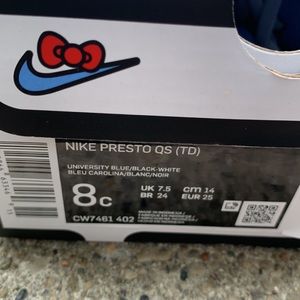 NIKE PRESTO QS (TD)
UNIVERSITY BLUE/BLACK-WHITE
BLEU CAROLINA/BLANC/NOIR
8C
UK 7.5
cm 14
BR 24
EUR 25
CW7461 402